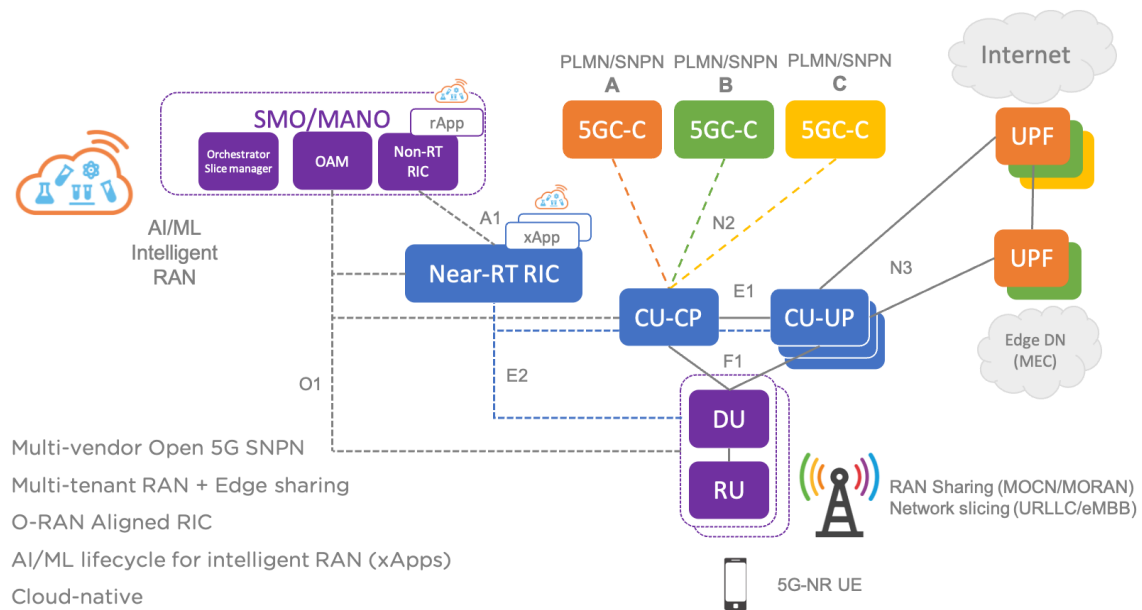 Internet
PLMN/SNPN
A
PLMN/SNPN
B
PLMN/SNPN
C
SMO/MANO
rApp
Orchestrator
Slice manager
OAM
Non-RT
RIC
5GC-C
5GC-C
5GC-C
UPF
AI/ML
Intelligent
RAN
A1
xApp
N2
Near-RT RIC
UPF
N3
E1
CU-CP
CU-UP
Edge DN
(MEC)
F1
O1
E2
DU
RU
Multi-vendor Open 5G SNPN
Multi-tenant RAN + Edge sharing
O-RAN Aligned RIC
AI/ML lifecycle for intelligent RAN (xApps)
Cloud-native
RAN Sharing (MOCN/MORAN)
Network slicing (URLLC/eMBB)
5G-NR UE